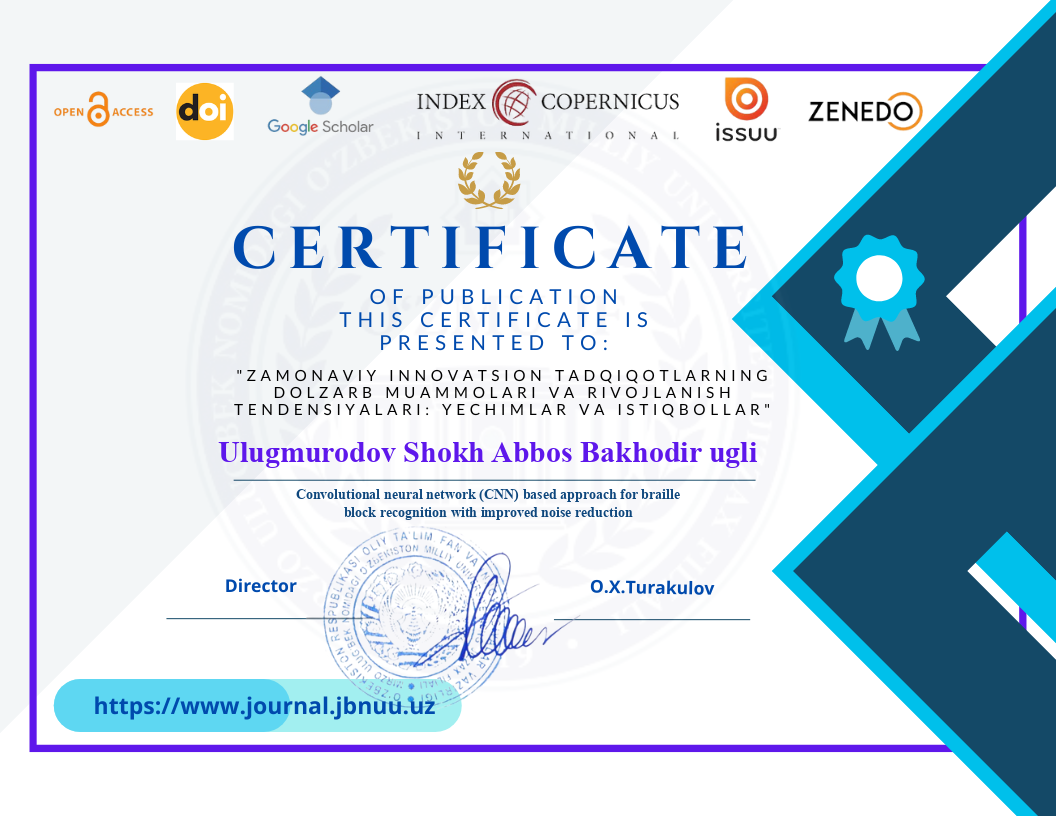 OPEN ACCESS
doi
Google Scholar
INDEX COPERNICUS
INTERNATIONAL
issuu
ZENEDO
CERTIFICATE
OF PUBLICATION
THIS CERTIFICATE IS
PRESENTED TO:
"ZAMONAVIY INNOVATSION TADQIQOTLARNING
DOLZARB MUAMMOLARI VA RIVOJLANISH
TENDENSIYALARI: YECHIMLAR VA ISTIQBOLLAR"
Ulugmurodov Shokh Abbos Bakhodir ugli
Convolutional neural network (CNN) based approach for braille
block recognition with improved noise reduction
Director
O.X.Turakulov
https://www.journal.jbnuu.uz